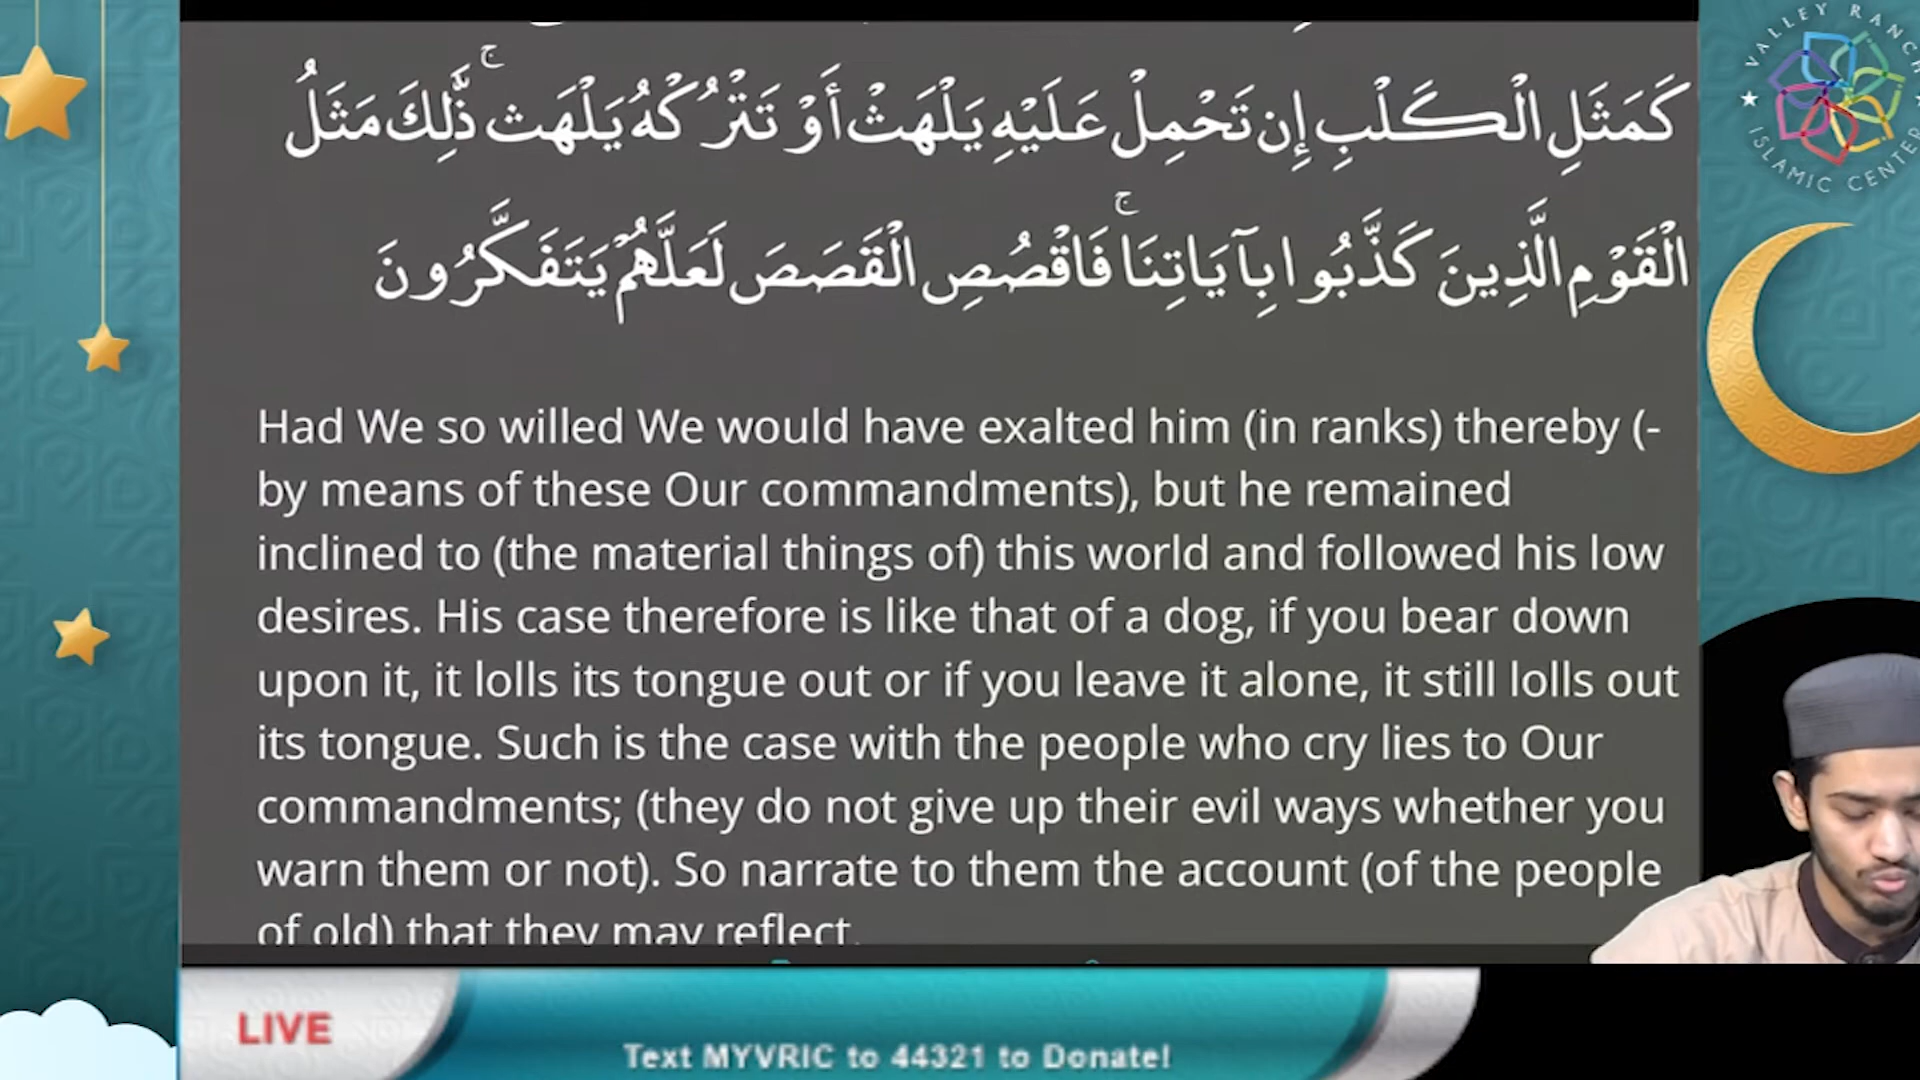 كَمَثَلِ الْكَلْبِ إِن تَحْمِلْ عَلَيْهِ يَلْهَثْ أَوْ تَتْرُكْهُ يَلْهَث ۚ ذَّٰلِكَ مَثَلُ
الْقَوْمِ الَّذِينَ كَذَّبُوا بِآيَاتِنَا ۚ فَاقْصُصِ الْقَصَصَ لَعَلَّهُمْ يَتَفَكَّرُونَ
Had We so willed We would have exalted him (in ranks) thereby (-
by means of these Our commandments), but he remained
inclined to (the material things of) this world and followed his low
desires. His case therefore is like that of a dog, if you bear down
upon it, it lolls its tongue out or if you leave it alone, it still lolls out
its tongue. Such is the case with the people who cry lies to Our
commandments; (they do not give up their evil ways whether you
warn them or not). So narrate to them the account (of the people
of old) that they may reflect.
VALLEY RANCH
ISLAMIC CENTER
LIVE
Text MYVRIC to 44321 to Donate!